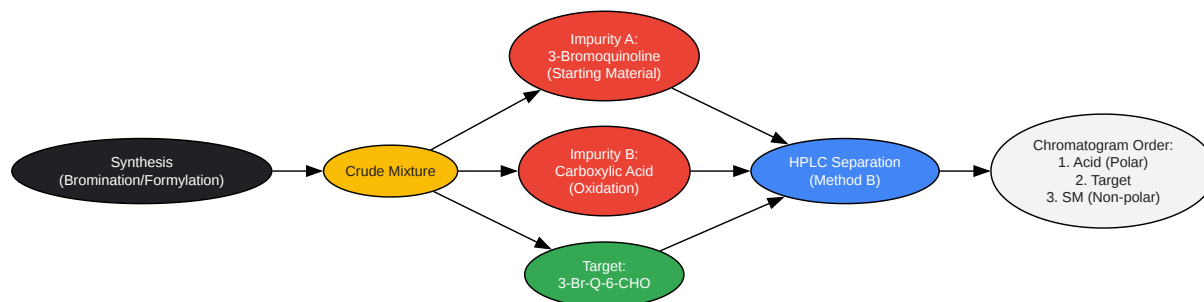 Synthesis
(Bromination/Formylation)
Crude Mixture
Impurity A:
3-Bromoquinoline
(Starting Material)
Impurity B:
Carboxylic Acid
(Oxidation)
Target:
3-Br-Q-6-CHO
HPLC Separation
(Method B)
Chromatogram Order:
1. Acid (Polar)
2. Target
3. SM (Non-polar)